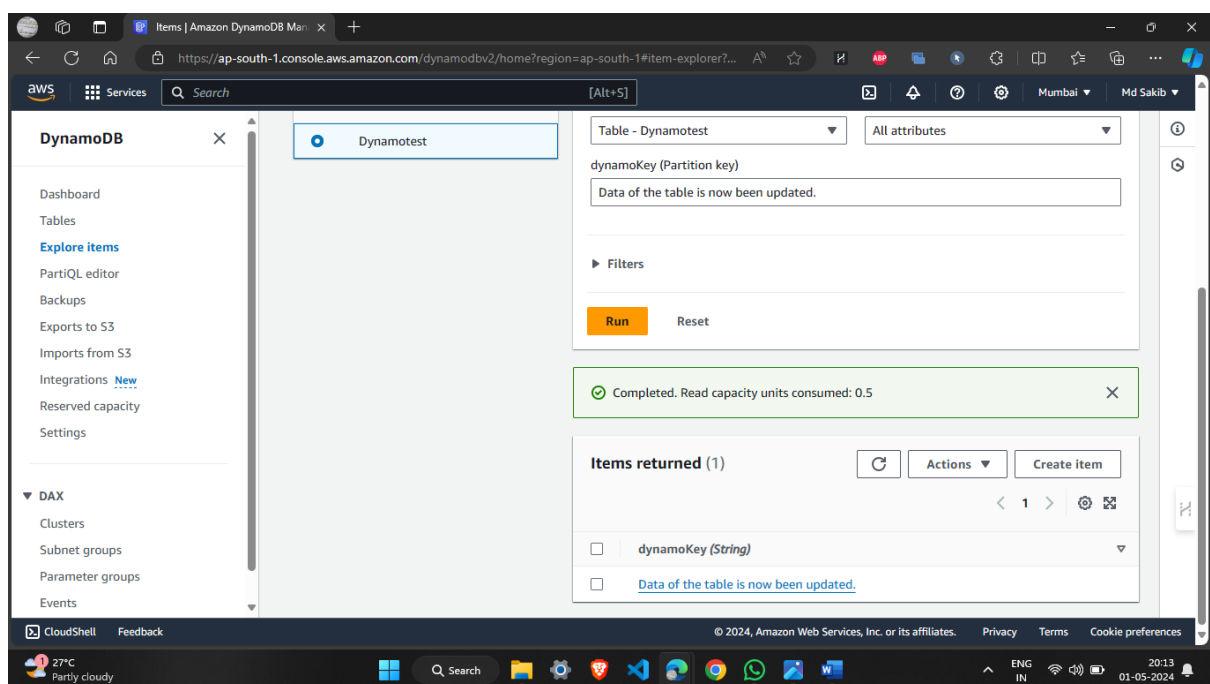 Items | Amazon DynamoDB Man
https://ap-south-1.console.aws.amazon.com/dynamodbv2/home?region=ap-south-1#item-explorer?...
aws
Services
Search
[Alt+S]
Mumbai
Md Sakib
DynamoDB
Dashboard
Tables
Explore items
PartiQL editor
Backups
Exports to S3
Imports from S3
Integrations New
Reserved capacity
Settings
DAX
Clusters
Subnet groups
Parameter groups
Events
Dynamotest
Table - Dynamotest
All attributes
dynamoKey (Partition key)
Data of the table is now been updated.
Filters
Run
Reset
Completed. Read capacity units consumed: 0.5
Items returned (1)
Actions
Create item
1
dynamoKey (String)
Data of the table is now been updated.
CloudShell
Feedback
© 2024, Amazon Web Services, Inc. or its affiliates.
Privacy
Terms
Cookie preferences
1
27°C
Partly cloudy
Search
ENG
IN
20:13
01-05-2024